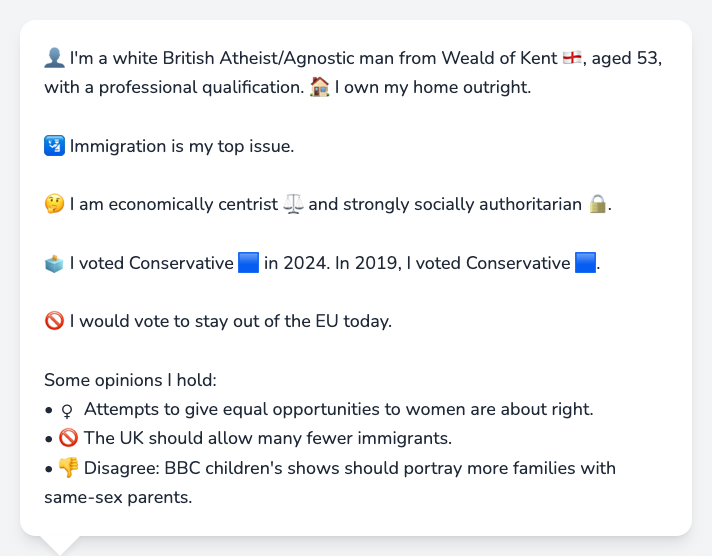 👤 I'm a white British Atheist/Agnostic man from Weald of Kent 🏴󠁧󠁢󠁥󠁮󠁧󠁿, aged 53,
with a professional qualification. 🏠 I own my home outright.
🛂 Immigration is my top issue.
🤔 I am economically centrist ⚖️ and strongly socially authoritarian 🔒.
🗳️ I voted Conservative 🟦 in 2024. In 2019, I voted Conservative 🟦.
🚫 I would vote to stay out of the EU today.
Some opinions I hold:
• ♀ Attempts to give equal opportunities to women are about right.
• 🚫 The UK should allow many fewer immigrants.
• 👎 Disagree: BBC children's shows should portray more families with
same-sex parents.